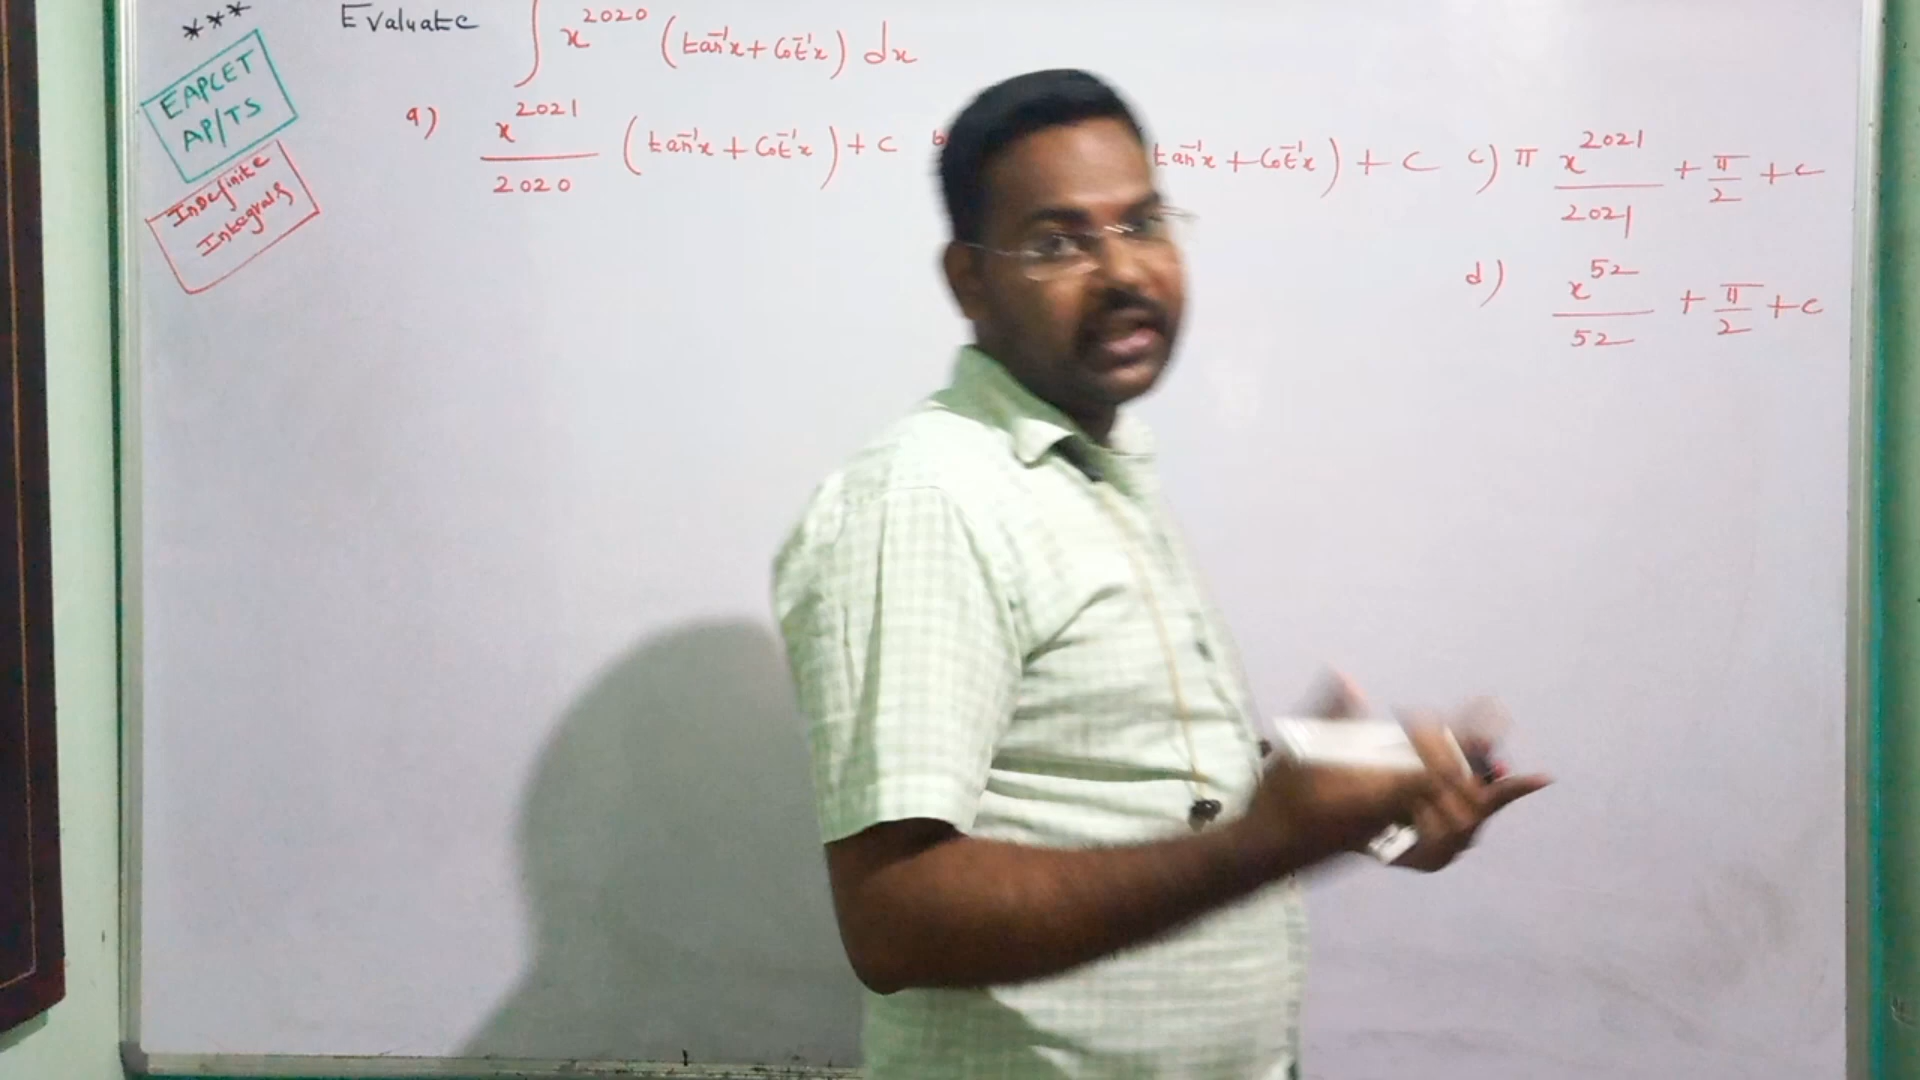 ***
EAPCET
AP/TS
Indefinite
Integrals
Evaluate ∫ x^2020 (tan⁻¹x + Cot⁻¹x) dx
a) x^2021/2020 (tan⁻¹x + Cot⁻¹x) + c
tan⁻¹x + Cot⁻¹x) + c
c) π x^2021/2021 + π/2 + c
d) x^52/52 + π/2 + c